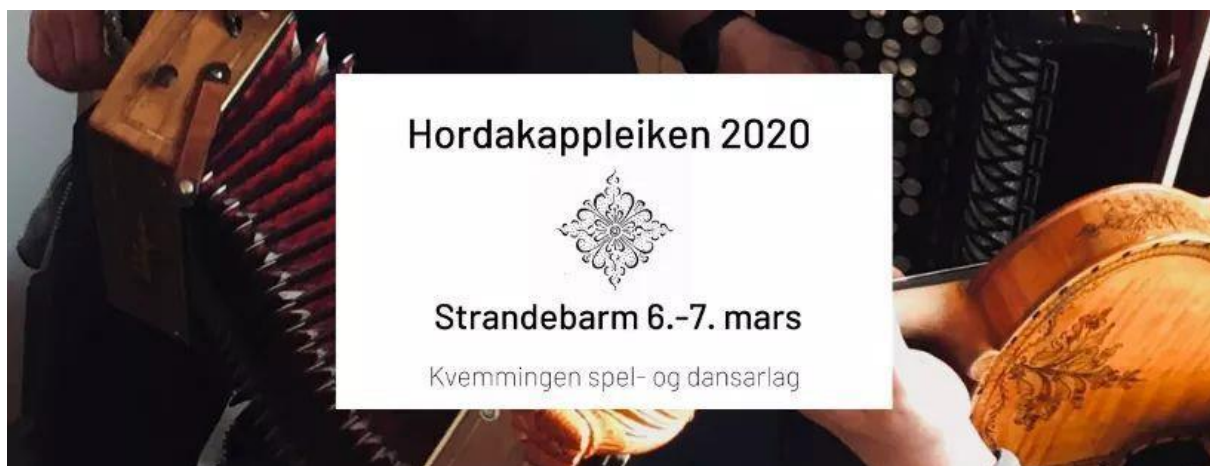 Hordakappleiken 2020
Strandebarm 6.-7. mars
Kvemmingen spel- og dansarlag